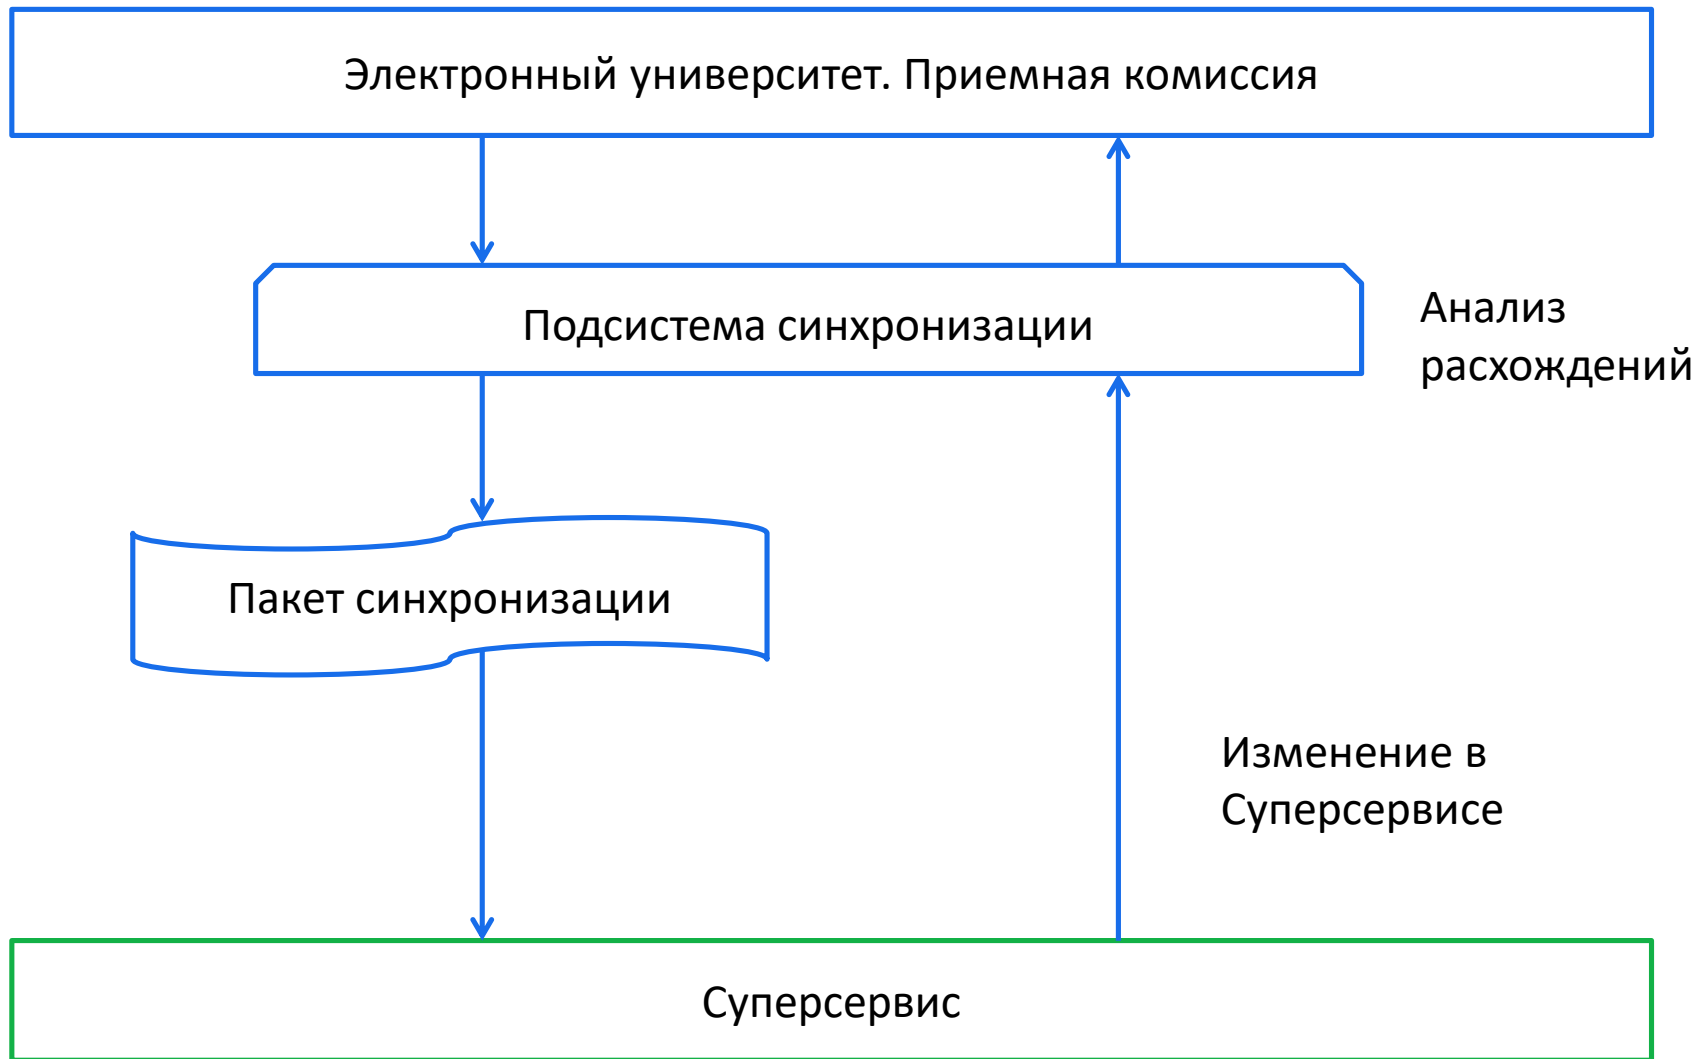 Электронный университет. Приемная комиссия
Подсистема синхронизации
Анализ
расхождений
Пакет синхронизации
Изменение в
Суперсервисе
Суперсервис